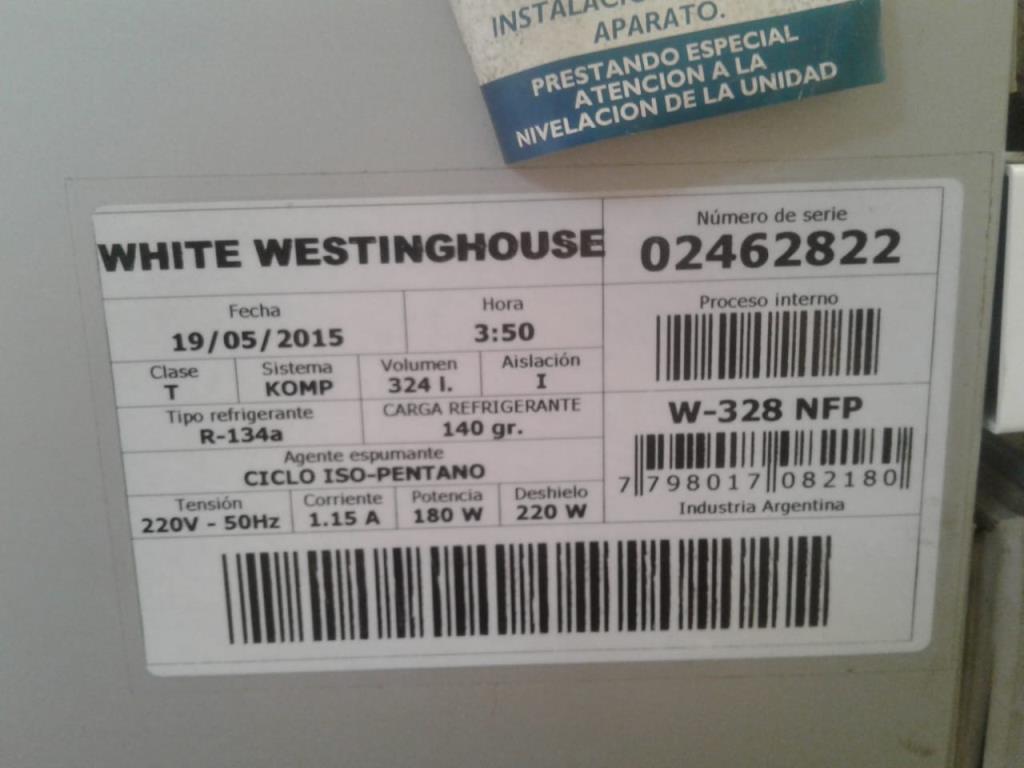 INSTALACIO
APARATO.
PRESTANDO ESPECIAL
ATENCION A LA
NIVELACION DE LA UNIDAD
WHITE WESTINGHOUSE
Número de serie
02462822
Fecha
19/05/2015
Hora
3:50
Proceso interno
Clase
T
Sistema
KOMP
Volumen
324 l.
Aislación
I
Tipo refrigerante
R-134a
CARGA REFRIGERANTE
140 gr.
W-328 NFP
Agente espumante
CICLO ISO-PENTANO
7 798017 082180
Tensión
220V - 50Hz
Corriente
1.15 A
Potencia
180 W
Deshielo
220 W
Industria Argentina